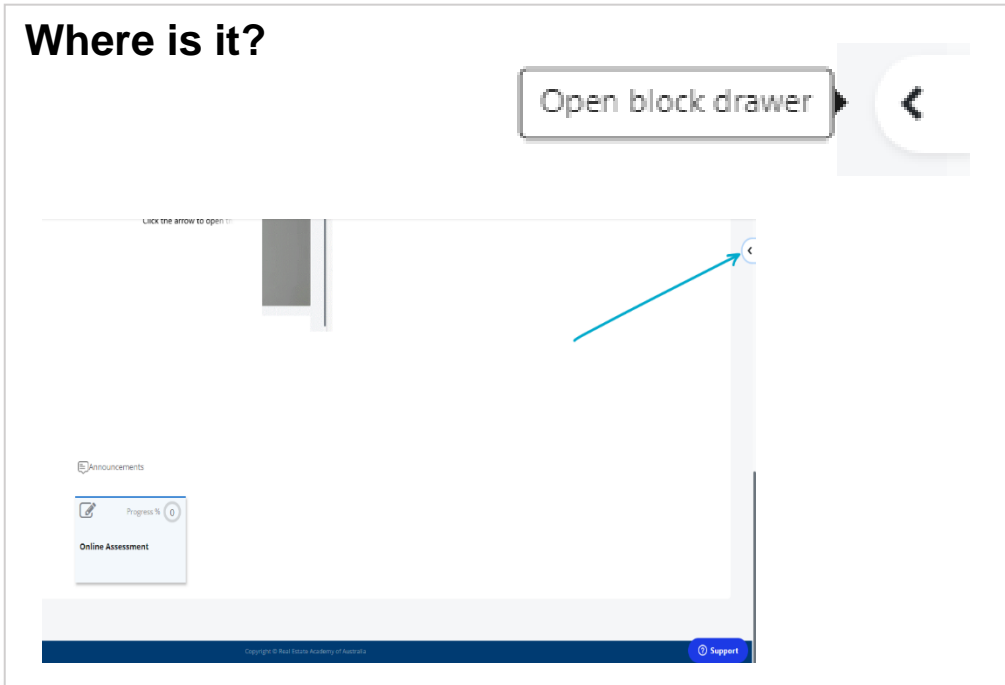 Where is it?
Open block drawer
Click the arrow to open
Announcements
Progress % 0
Online Assessment
Copyright © Real Estate Academy of Australia
Support